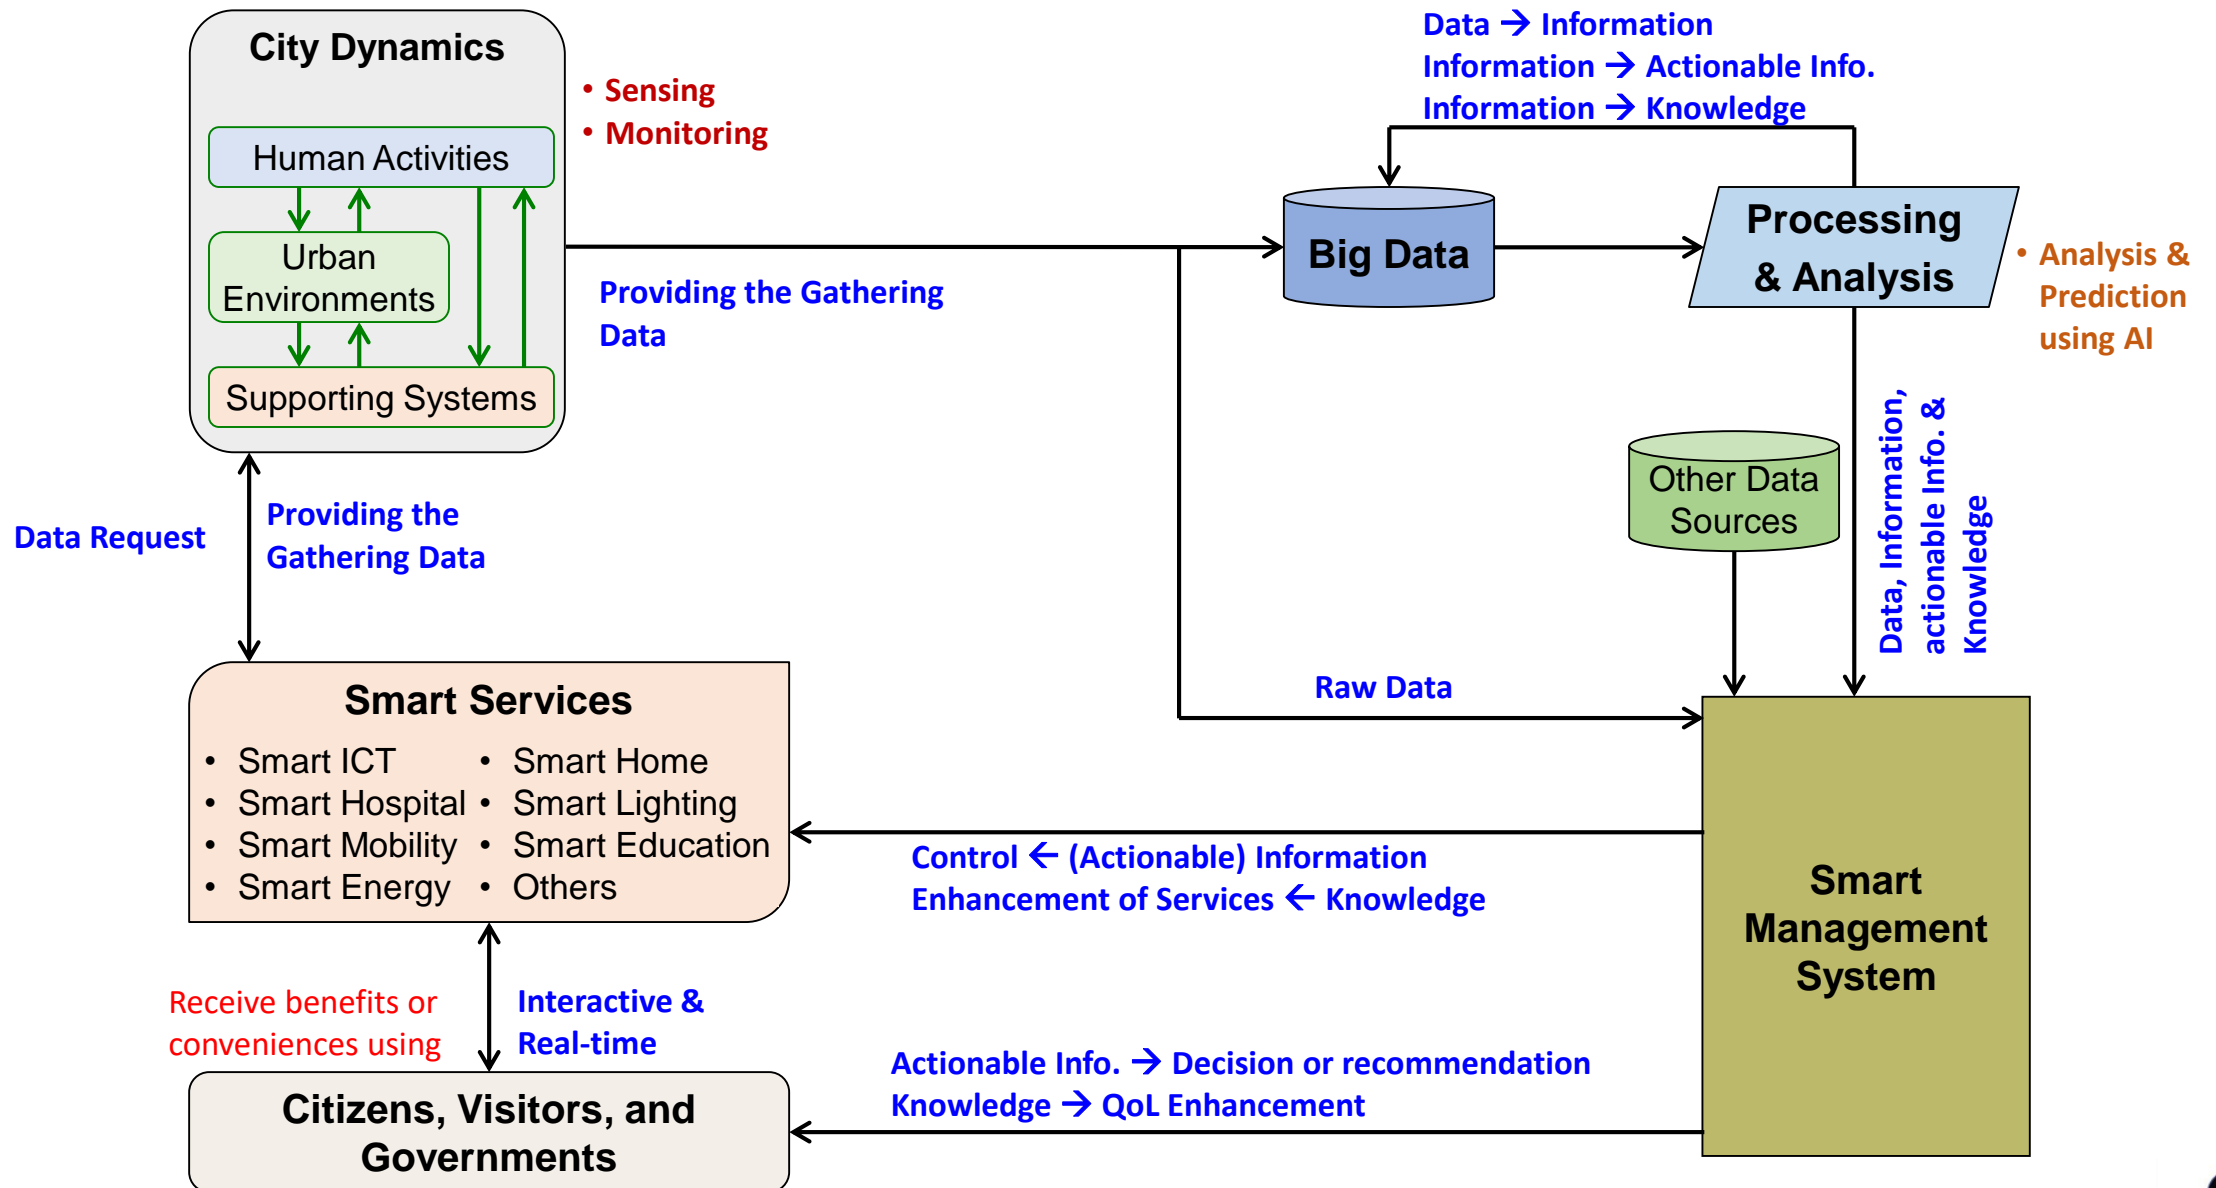 City Dynamics
Human Activities
Urban
Environments
Supporting Systems
• Sensing
• Monitoring
Providing the Gathering
Data
Data → Information
Information → Actionable Info.
Information → Knowledge
Big Data
Processing
& Analysis
• Analysis &
Prediction
using AI
Other Data
Sources
Data, Information,
actionable Info. &
Knowledge
Data Request
Providing the
Gathering Data
Raw Data
Smart Services
• Smart ICT
• Smart Hospital
• Smart Mobility
• Smart Energy
• Smart Home
• Smart Lighting
• Smart Education
• Others
Control ← (Actionable) Information
Enhancement of Services ← Knowledge
Smart
Management
System
Receive benefits or
conveniences using
Interactive &
Real-time
Actionable Info. → Decision or recommendation
Knowledge → QoL Enhancement
Citizens, Visitors, and
Governments